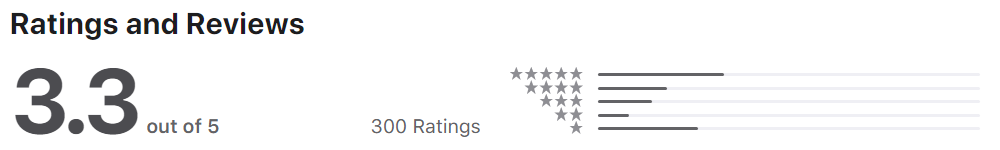 Ratings and Reviews
3.3 out of 5
300 Ratings